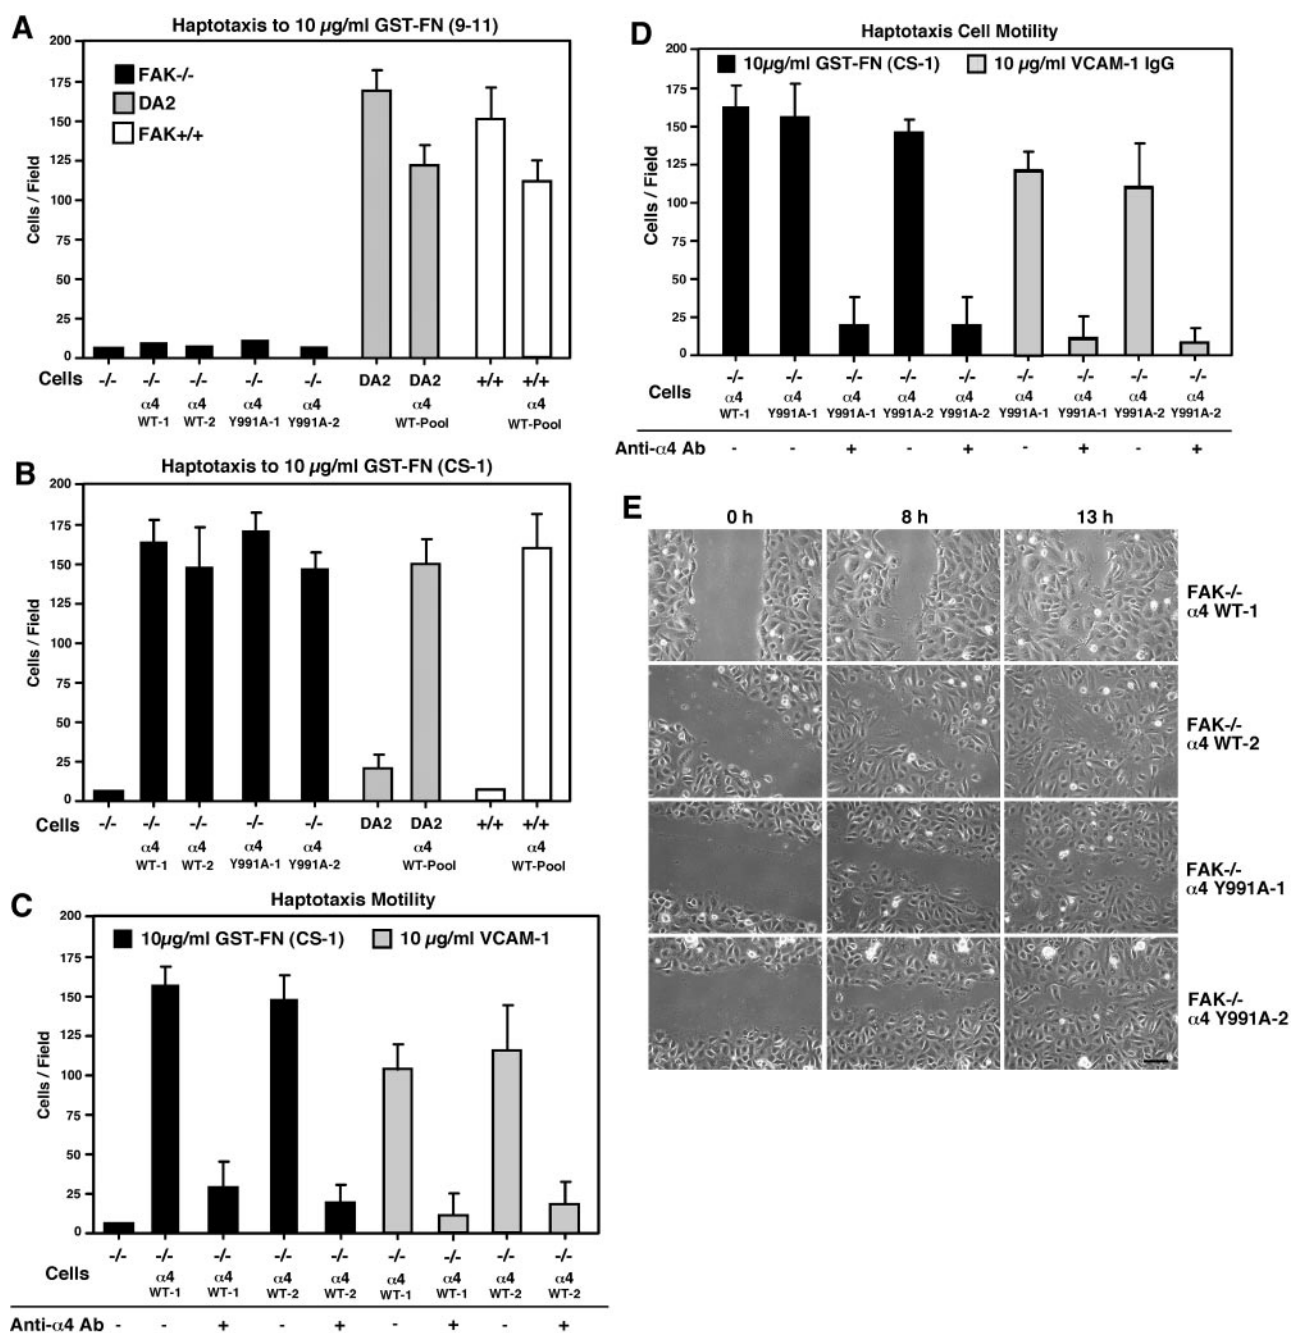 A
Haptotaxis to 10 µg/ml GST-FN (9-11)
200
175
150
125
100
75
50
25
0
Cells / Field
FAK-/-
DA2
FAK+/+
Cells -/- -/- -/- -/- -/- DA2 DA2 +/+ +/+
α4 α4 α4 α4 α4 α4
WT-1 WT-2 Y991A-1 Y991A-2 WT-Pool WT-Pool
B
Haptotaxis to 10 µg/ml GST-FN (CS-1)
200
175
150
125
100
75
50
25
0
Cells / Field
Cells -/- -/- -/- -/- -/- DA2 DA2 +/+ +/+
α4 α4 α4 α4 α4 α4
WT-1 WT-2 Y991A-1 Y991A-2 WT-Pool WT-Pool
C
Haptotaxis Motility
200
175
150
125
100
75
50
25
0
Cells / Field
10µg/ml GST-FN (CS-1) 10 µg/ml VCAM-1
-/- -/- -/- -/- -/- -/- -/- -/- -/-
Cells α4 α4 α4 α4 α4 α4 α4 α4
WT-1 WT-1 WT-2 WT-2 WT-1 WT-1 WT-2 WT-2
Anti-α4 Ab - - + - + - + - +
D
Haptotaxis Cell Motility
200
175
150
125
100
75
50
25
0
Cells / Field
10µg/ml GST-FN (CS-1) 10 µg/ml VCAM-1 IgG
-/- -/- -/- -/- -/- -/- -/- -/- -/-
Cells α4 α4 α4 α4 α4 α4 α4 α4 α4
WT-1 Y991A-1 Y991A-1 Y991A-2 Y991A-2 Y991A-1 Y991A-1 Y991A-2 Y991A-2
Anti-α4 Ab - - + - + - + - +
E
0 h 8 h 13 h
FAK-/-
α4 WT-1
FAK-/-
α4 WT-2
FAK-/-
α4 Y991A-1
FAK-/-
α4 Y991A-2